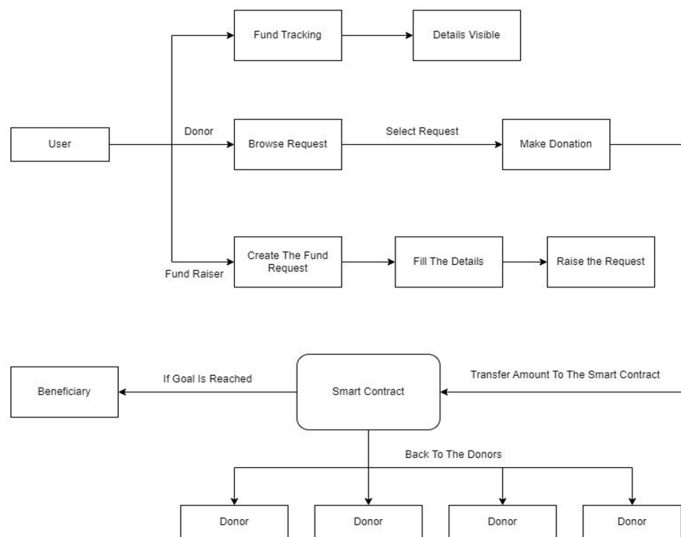 Fund Tracking
Details Visible
Donor
Select Request
User
Browse Request
Make Donation
Fund Raiser
Create The Fund
Request
Fill The Details
Raise the Request
If Goal Is Reached
Transfer Amount To The Smart Contract
Beneficiary
Smart Contract
Back To The Donors
Donor
Donor
Donor
Donor